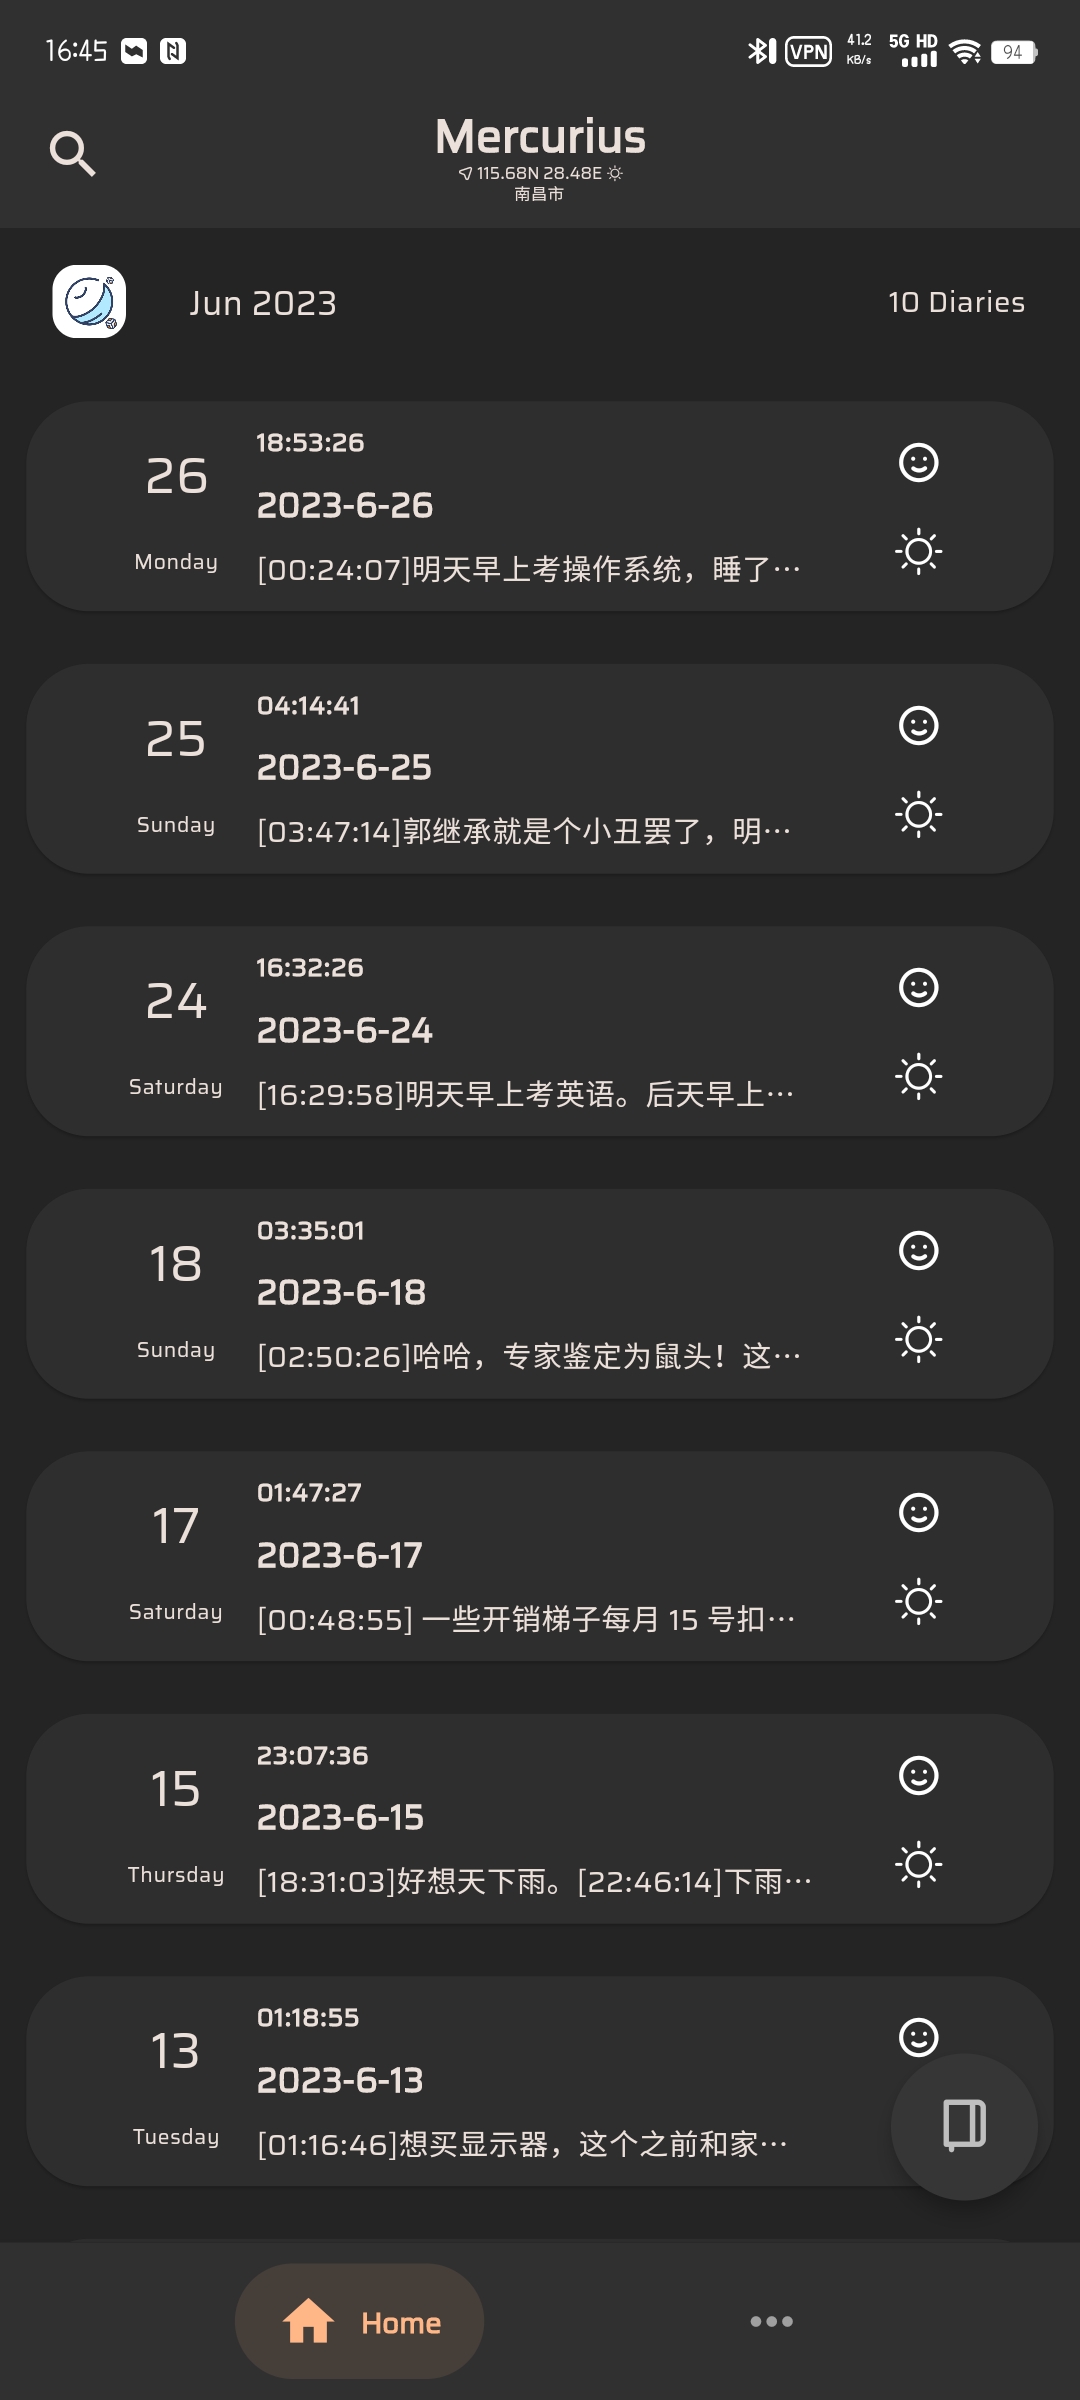 16:45
VPN
41.2
KB/s
5G HD
94
Mercurius
115.68N 28.48E
南昌市
Jun 2023
10 Diaries
18:53:26
26
2023-6-26
Monday
[00:24:07]明天早上考操作系统，睡了···
04:14:41
25
2023-6-25
Sunday
[03:47:14]郭继承就是个小丑罢了，明···
16:32:26
24
2023-6-24
Saturday
[16:29:58]明天早上考英语。后天早上···
03:35:01
18
2023-6-18
Sunday
[02:50:26]哈哈，专家鉴定为鼠头！这···
01:47:27
17
2023-6-17
Saturday
[00:48:55] 一些开销梯子每月 15 号扣···
23:07:36
15
2023-6-15
Thursday
[18:31:03]好想天下雨。[22:46:14]下雨···
01:18:55
13
2023-6-13
Tuesday
[01:16:46]想买显示器，这个之前和家···
Home